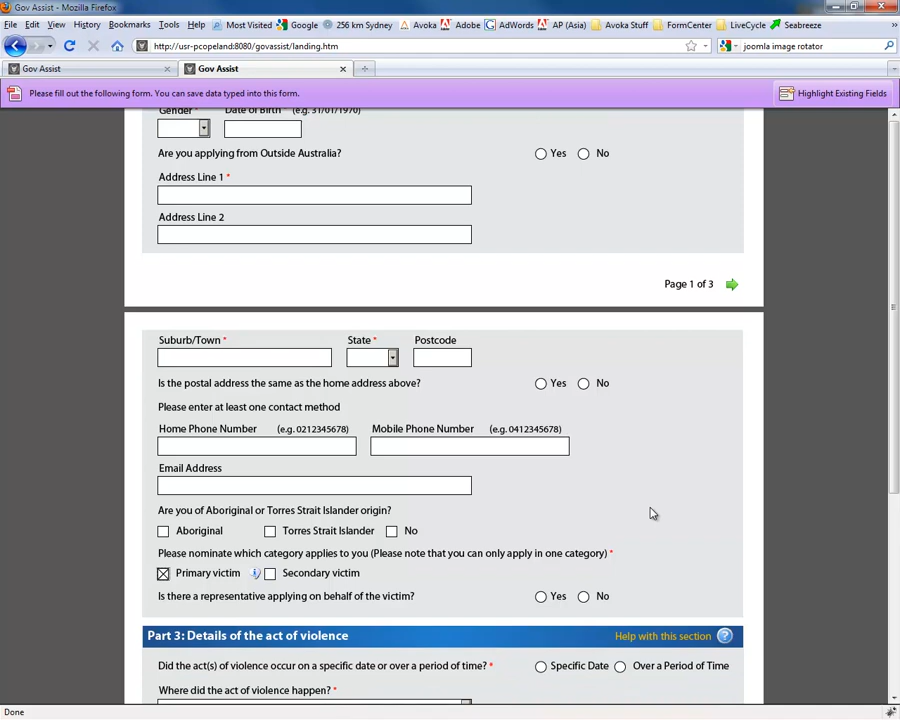 Gov Assist - Mozilla Firefox
File Edit View History Bookmarks Tools Help Most Visited Google 256 km Sydney Avoka Adobe AdWords AP (Asia) Avoka Stuff FormCenter LiveCycle Seabreeze
http://usr-pcopeland:8080/govassist/landing.htm joomla image rotator
Gov Assist Gov Assist
Please fill out the following form. You can save data typed into this form. Highlight Existing Fields
Gender * Date of Birth * (e.g. 31/01/1970)
Are you applying from Outside Australia? Yes No
Address Line 1 *
Address Line 2
Page 1 of 3
Suburb/Town * State * Postcode
Is the postal address the same as the home address above? Yes No
Please enter at least one contact method
Home Phone Number (e.g. 0212345678) Mobile Phone Number (e.g. 0412345678)
Email Address
Are you of Aboriginal or Torres Strait Islander origin?
Aboriginal Torres Strait Islander No
Please nominate which category applies to you (Please note that you can only apply in one category) *
Primary victim Secondary victim
Is there a representative applying on behalf of the victim? Yes No
Part 3: Details of the act of violence Help with this section ?
Did the act(s) of violence occur on a specific date or over a period of time? * Specific Date Over a Period of Time
Where did the act of violence happen? *
Done